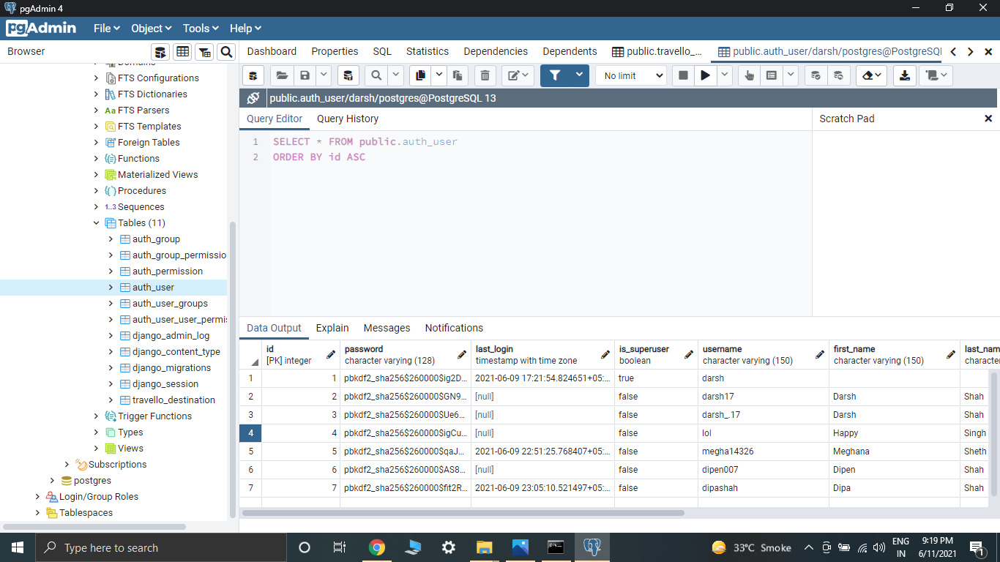 pgAdmin 4
pgAdmin File Object Tools Help
Browser
Dashboard Properties SQL Statistics Dependencies Dependents public.travello_... public.auth_user/darsh/postgres@PostgreSQL
No limit
public.auth_user/darsh/postgres@PostgreSQL 13
Query Editor Query History
Scratch Pad
1 SELECT * FROM public.auth_user
2 ORDER BY id ASC
Domains
FTS Configurations
FTS Dictionaries
Aa FTS Parsers
FTS Templates
Foreign Tables
Functions
Materialized Views
Procedures
1..3 Sequences
Tables (11)
auth_group
auth_group_permissio
auth_permission
auth_user
auth_user_groups
auth_user_user_permis
django_admin_log
django_content_type
django_migrations
django_session
travello_destination
Trigger Functions
Types
Views
Subscriptions
postgres
Login/Group Roles
Tablespaces
Data Output Explain Messages Notifications
id password last_login is_superuser username first_name last_nam
[PK] integer character varying (128) timestamp with time zone boolean character varying (150) character varying (150) characte
1 1 pbkdf2_sha256$260000$ig2D... 2021-06-09 17:21:54.824651+05:... true darsh
2 2 pbkdf2_sha256$260000$GN9... [null] false darsh17 Darsh Shah
3 3 pbkdf2_sha256$260000$Ue6... [null] false darsh_.17 Darsh Shah
4 4 pbkdf2_sha256$260000$igCu... [null] false lol Happy Singh
5 5 pbkdf2_sha256$260000$qaJ... 2021-06-09 22:51:25.768407+05:... false megha14326 Meghana Sheth
6 6 pbkdf2_sha256$260000$AS8... [null] false dipen007 Dipen Shah
7 7 pbkdf2_sha256$260000$fit2R... 2021-06-09 23:05:10.521497+05:... false dipashah Dipa Shah
Type here to search
33°C Smoke
ENG
IN
9:19 PM
6/11/2021
1